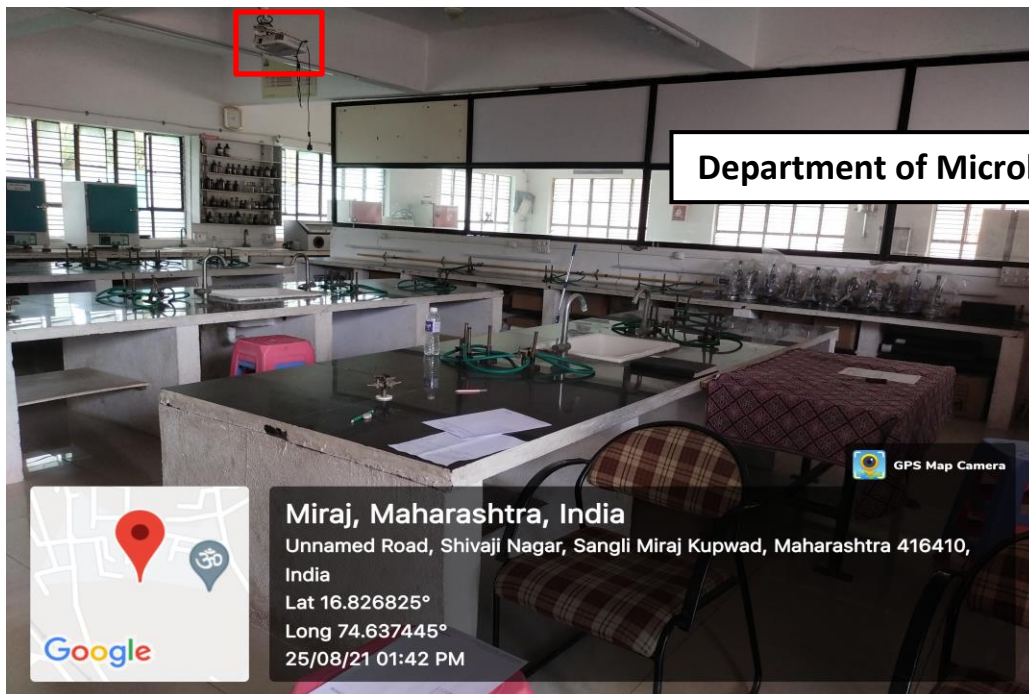 Department of Microl
GPS Map Camera
Miraj, Maharashtra, India
Unnamed Road, Shivaji Nagar, Sangli Miraj Kupwad, Maharashtra 416410,
India
Lat 16.826825°
Long 74.637445°
25/08/21 01:42 PM
Google
ॐ